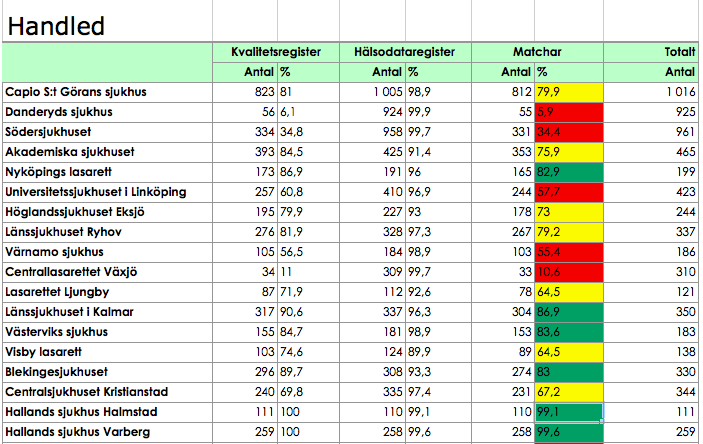 Handled
Kvalitetsregister Hälsodataregister Matchar Totalt
Antal % Antal % Antal % Antal
Capio S:t Görans sjukhus 823 81 1 005 98,9 812 79,9 1 016
Danderyds sjukhus 56 6,1 924 99,9 55 5,9 925
Södersjukhuset 334 34,8 958 99,7 331 34,4 961
Akademiska sjukhuset 393 84,5 425 91,4 353 75,9 465
Nyköpings lasarett 173 86,9 191 96 165 82,9 199
Universitetssjukhuset i Linköping 257 60,8 410 96,9 244 57,7 423
Höglandssjukhuset Eksjö 195 79,9 227 93 178 73 244
Länssjukhuset Ryhov 276 81,9 328 97,3 267 79,2 337
Värnamo sjukhus 105 56,5 184 98,9 103 55,4 186
Centrallasarettet Växjö 34 11 309 99,7 33 10,6 310
Lasarettet Ljungby 87 71,9 112 92,6 78 64,5 121
Länssjukhuset i Kalmar 317 90,6 337 96,3 304 86,9 350
Västerviks sjukhus 155 84,7 181 98,9 153 83,6 183
Visby lasarett 103 74,6 124 89,9 89 64,5 138
Blekingesjukhuset 296 89,7 308 93,3 274 83 330
Centralsjukhuset Kristianstad 240 69,8 335 97,4 231 67,2 344
Hallands sjukhus Halmstad 111 100 110 99,1 110 99,1 111
Hallands sjukhus Varberg 259 100 258 99,6 258 99,6 259